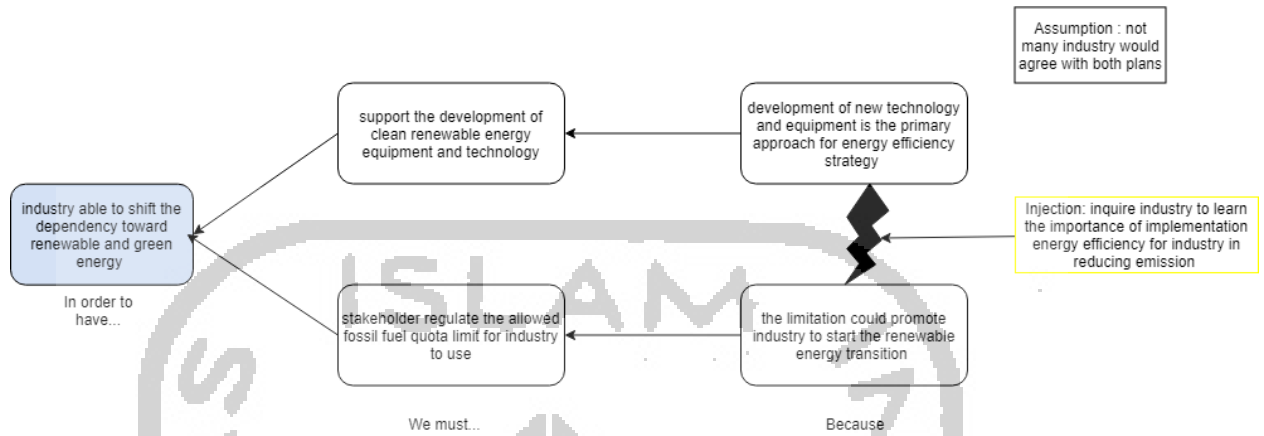 Assumption : not
many industry would
agree with both plans
support the development of
clean renewable energy
equipment and technology
development of new technology
and equipment is the primary
approach for energy efficiency
strategy
industry able to shift the
dependency toward
renewable and green
energy
In order to
have...
Injection: inquire industry to learn
the importance of implementation
energy efficiency for industry in
reducing emission
stakeholder regulate the allowed
fossil fuel quota limit for industry
to use
the limitation could promote
industry to start the renewable
energy transition
We must...
Because
ISLAM